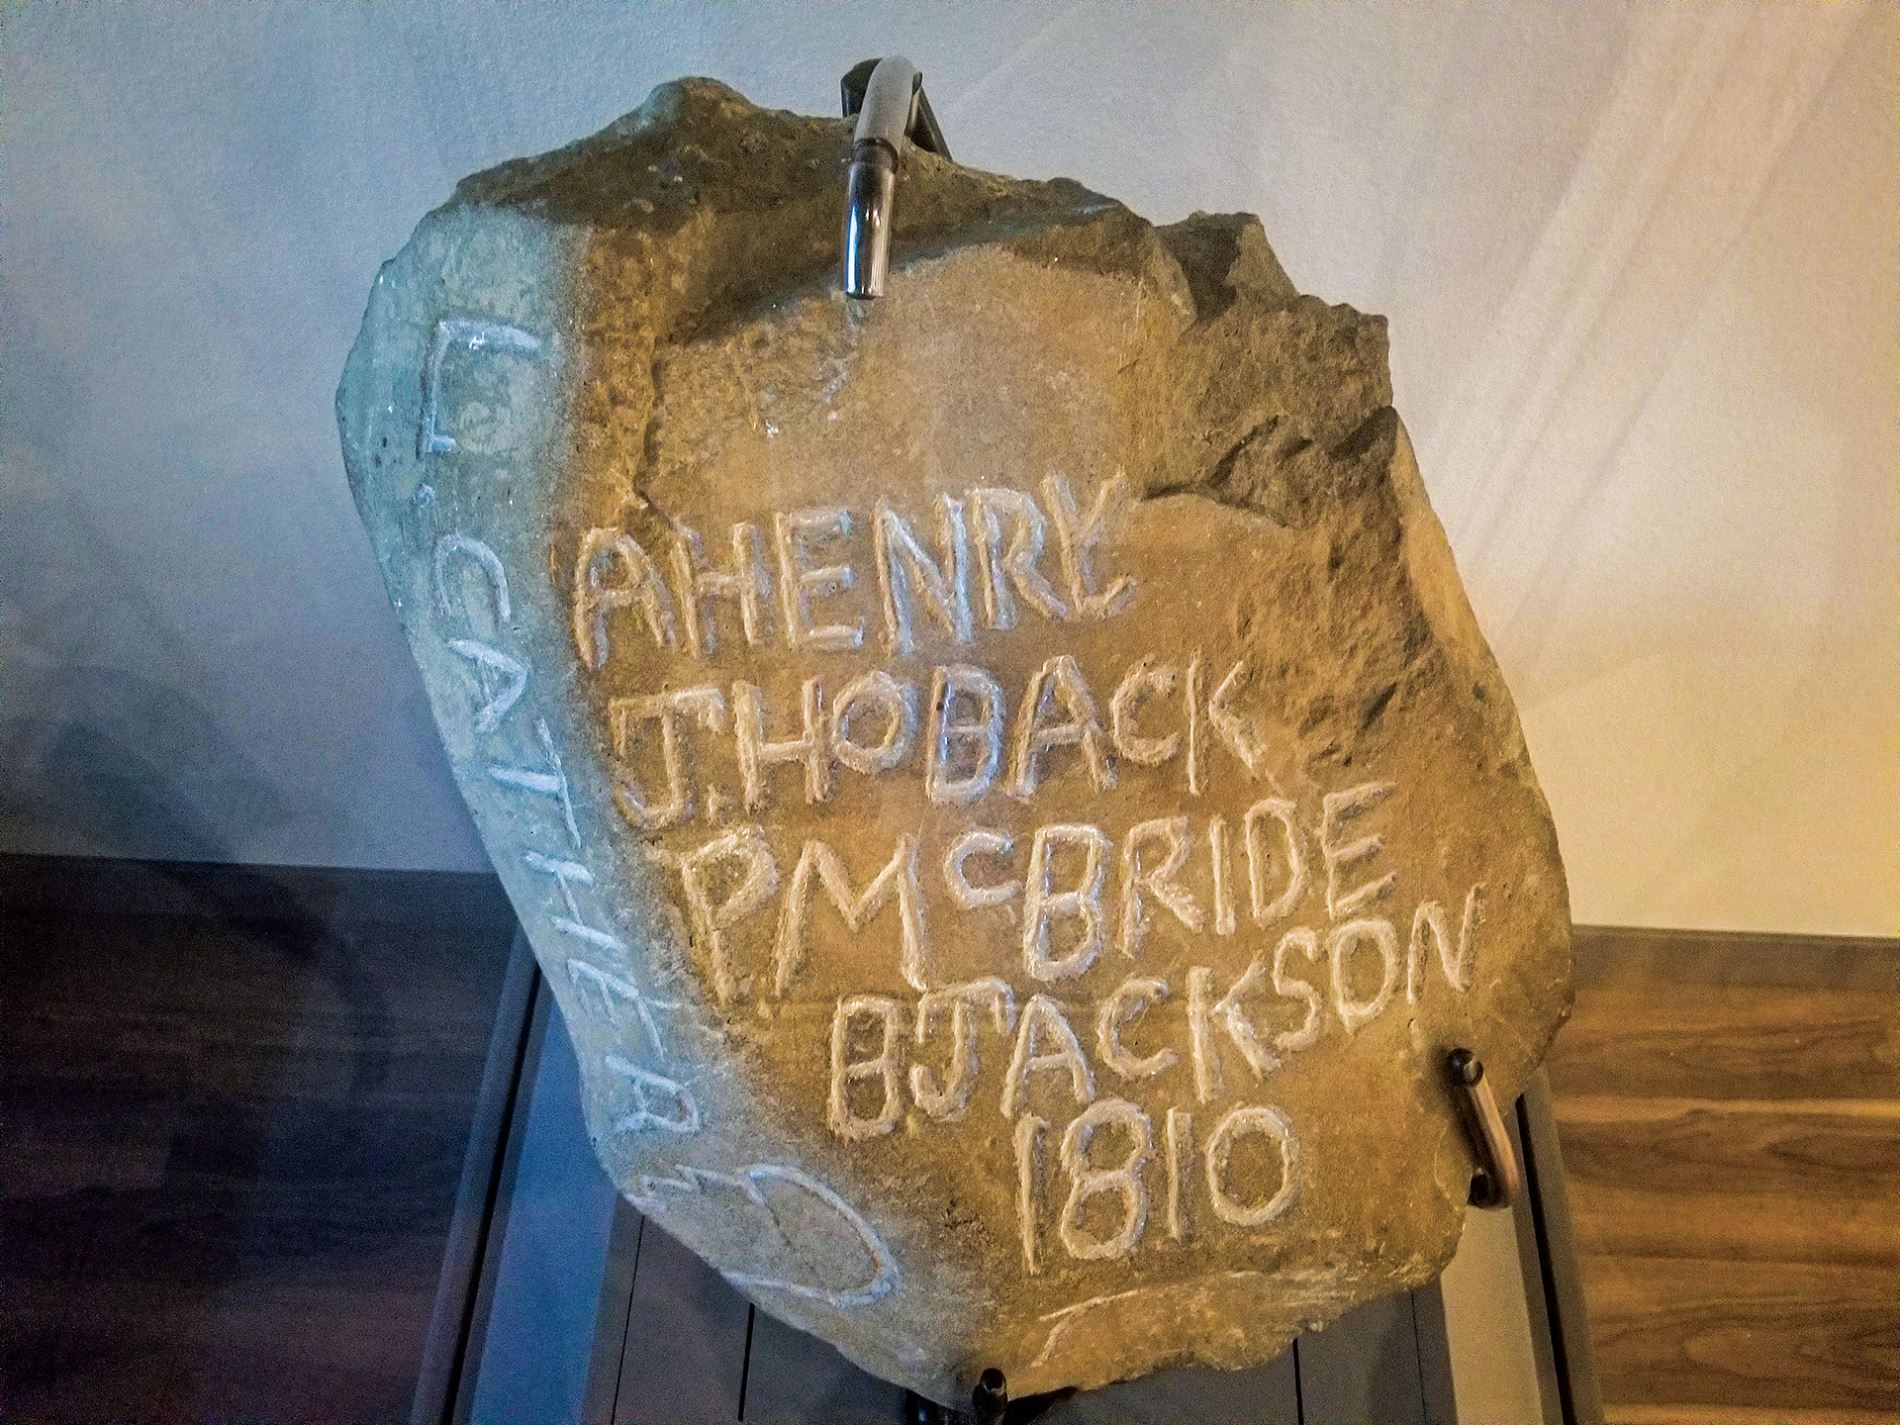 A HENRY
J. HOBACK
P McBRIDE
B JACKSON
1810
L. CATHER